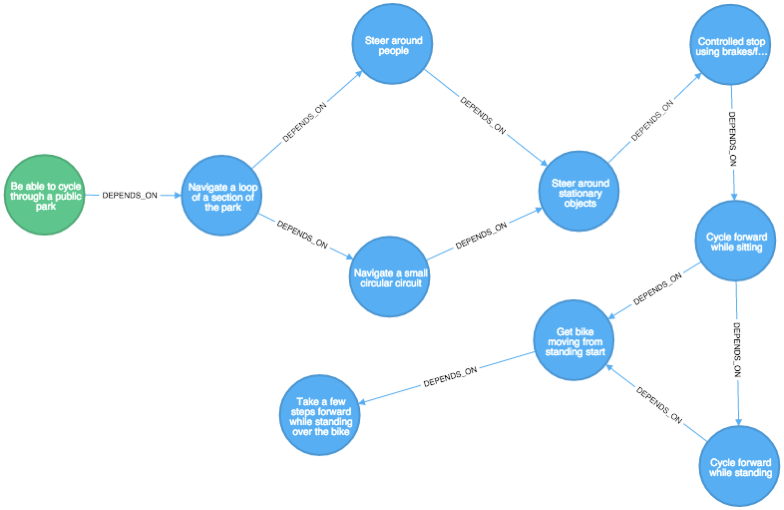 Steer around
people
Controlled stop
using brakes/f...
DEPENDS_ON
DEPENDS_ON
DEPENDS_ON
DEPENDS_ON
Be able to cycle
through a public
park
DEPENDS_ON
Navigate a loop
of a section of
the park
Steer around
stationary
objects
DEPENDS_ON
DEPENDS_ON
Cycle forward
while sitting
Navigate a small
circular circuit
DEPENDS_ON
Get bike
moving from
standing start
DEPENDS_ON
DEPENDS_ON
Take a few
steps forward
while standing
over the bike
DEPENDS_ON
Cycle forward
while standing